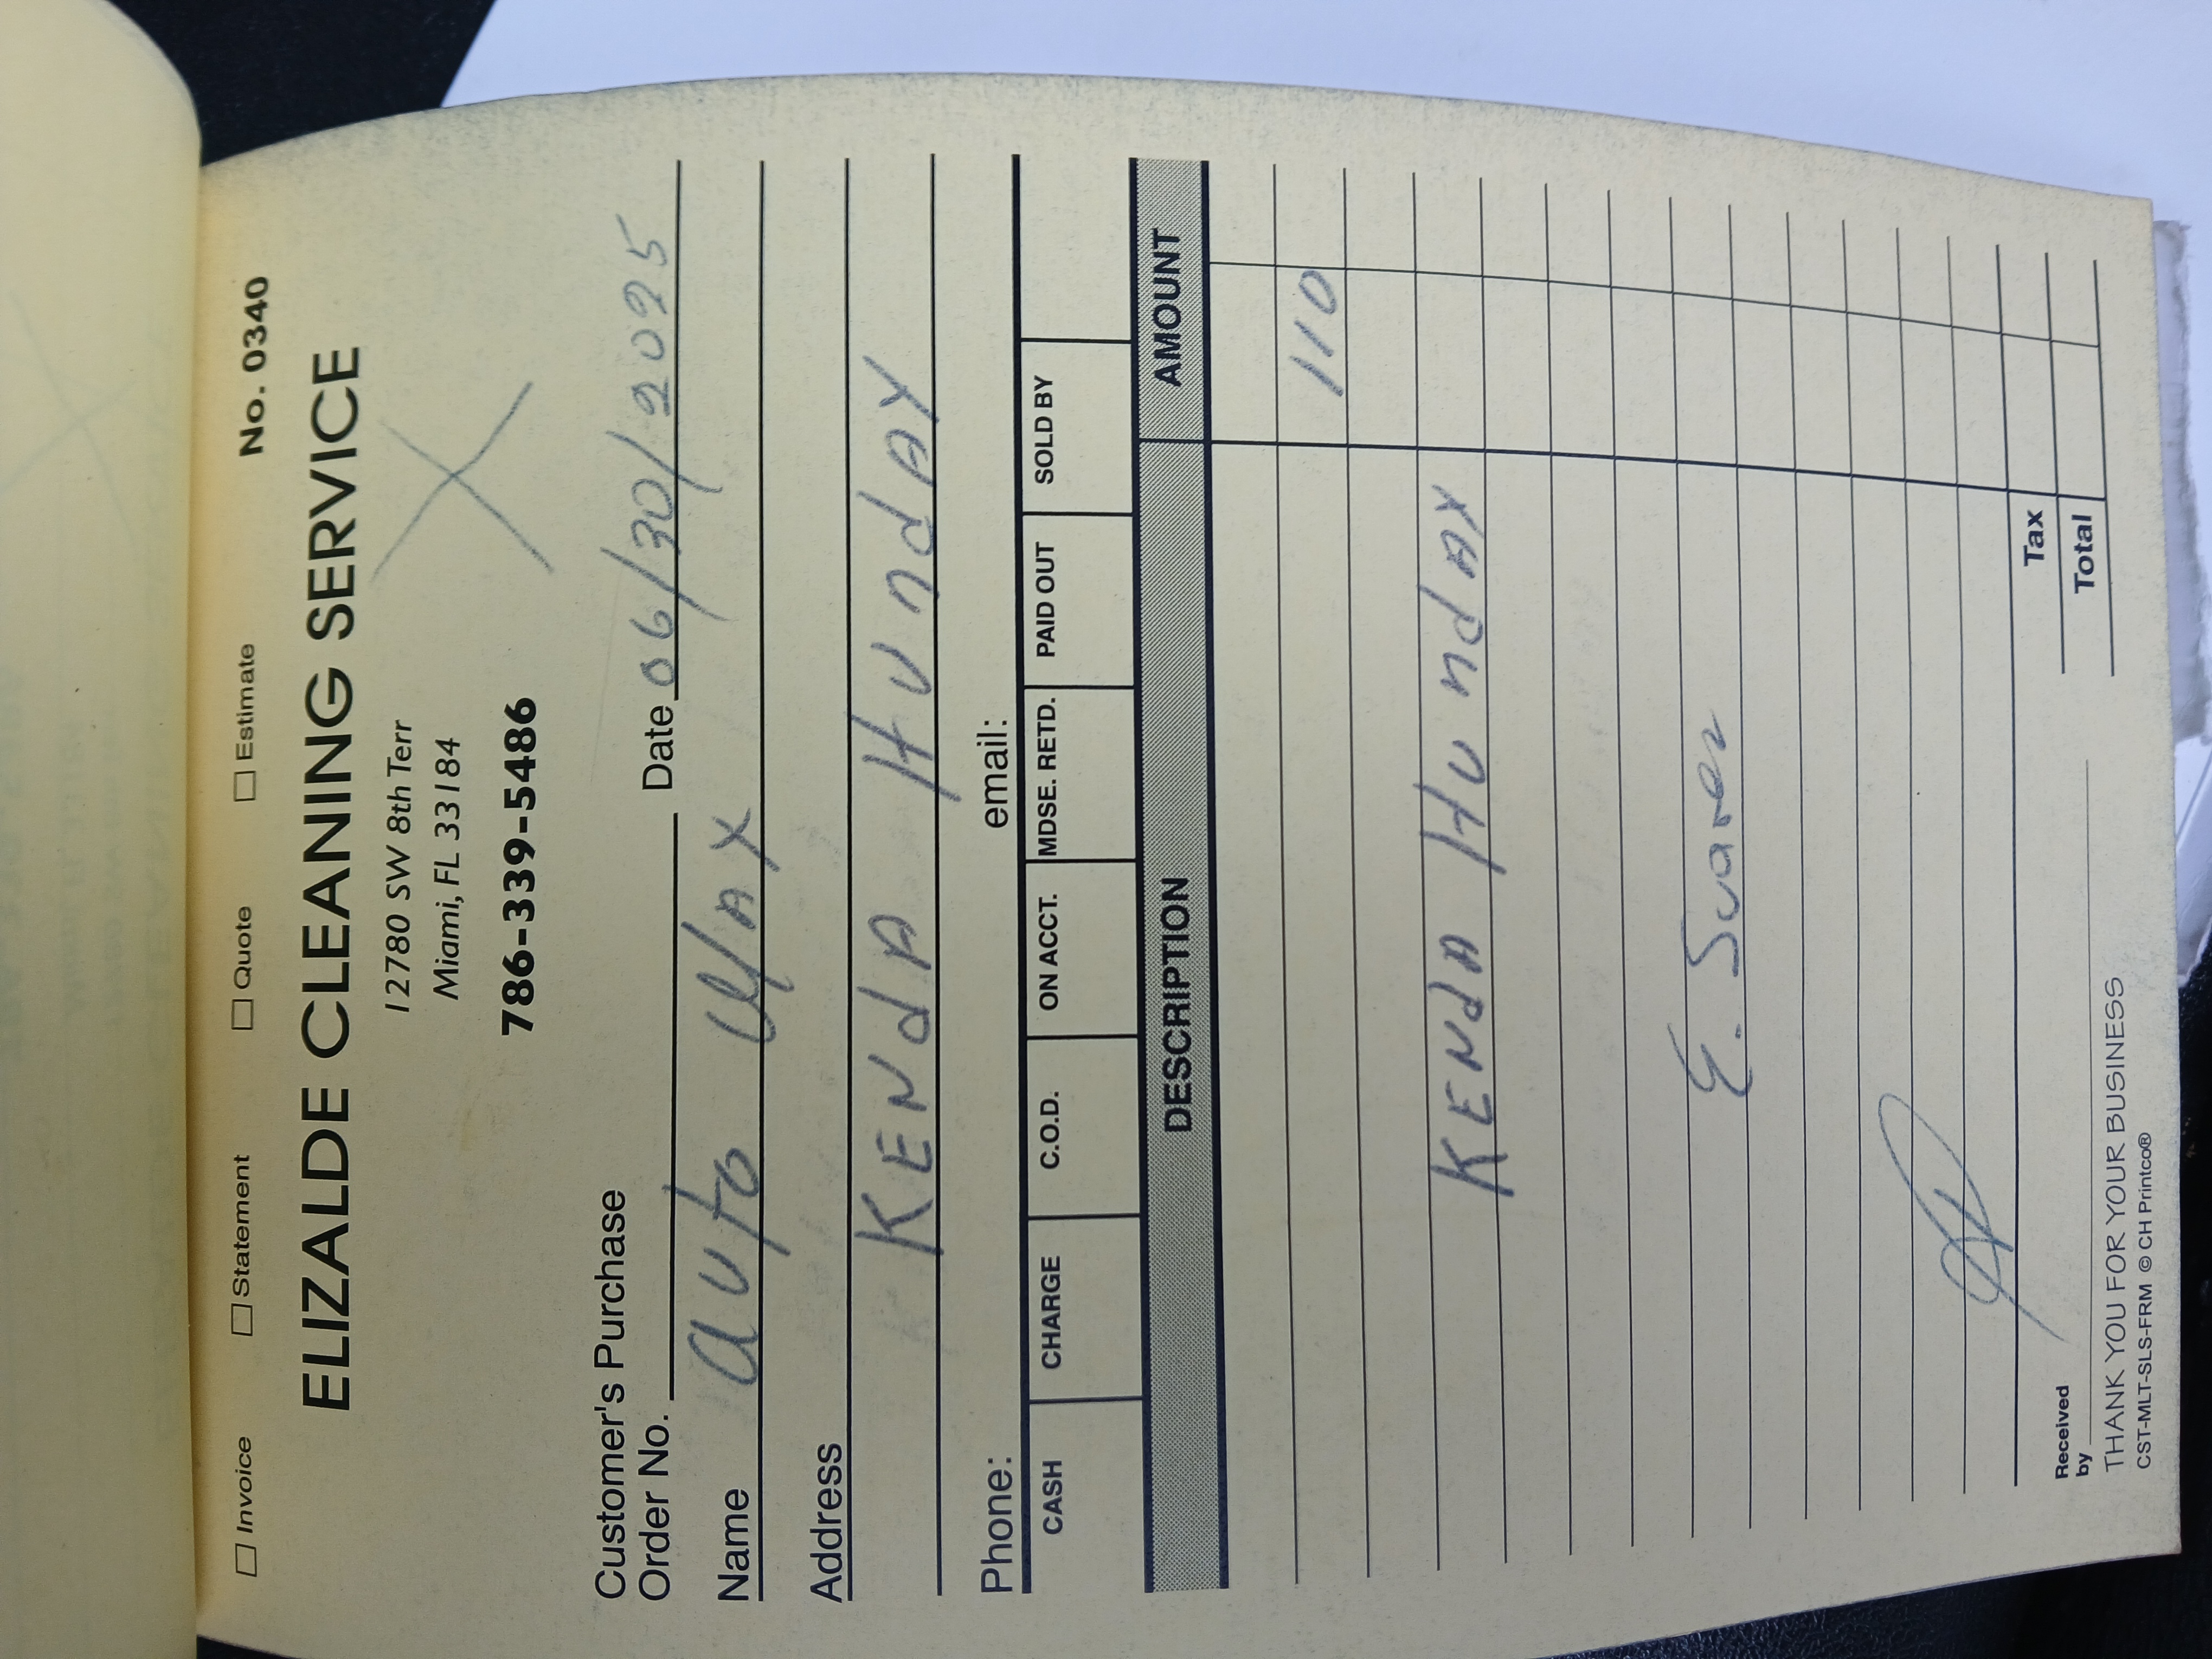 ☐ Invoice ☐ Statement ☐ Quote ☐ Estimate No. 0340
ELIZALDE CLEANING SERVICE
12780 SW 8th Terr
Miami, FL 33184
786-339-5486
X
Customer's Purchase
Order No. Date 06/30/2025
Name auto WAX
Address
KENdA HundAY
Phone: email:
CASH CHARGE C.O.D. ON ACCT. MDSE. RETD. PAID OUT SOLD BY
DESCRIPTION AMOUNT
110
KENdA HundAY
E. Suarez
Tax
Received
by Total
THANK YOU FOR YOUR BUSINESS
CST-MLT-SLS-FRM © CH Printco®